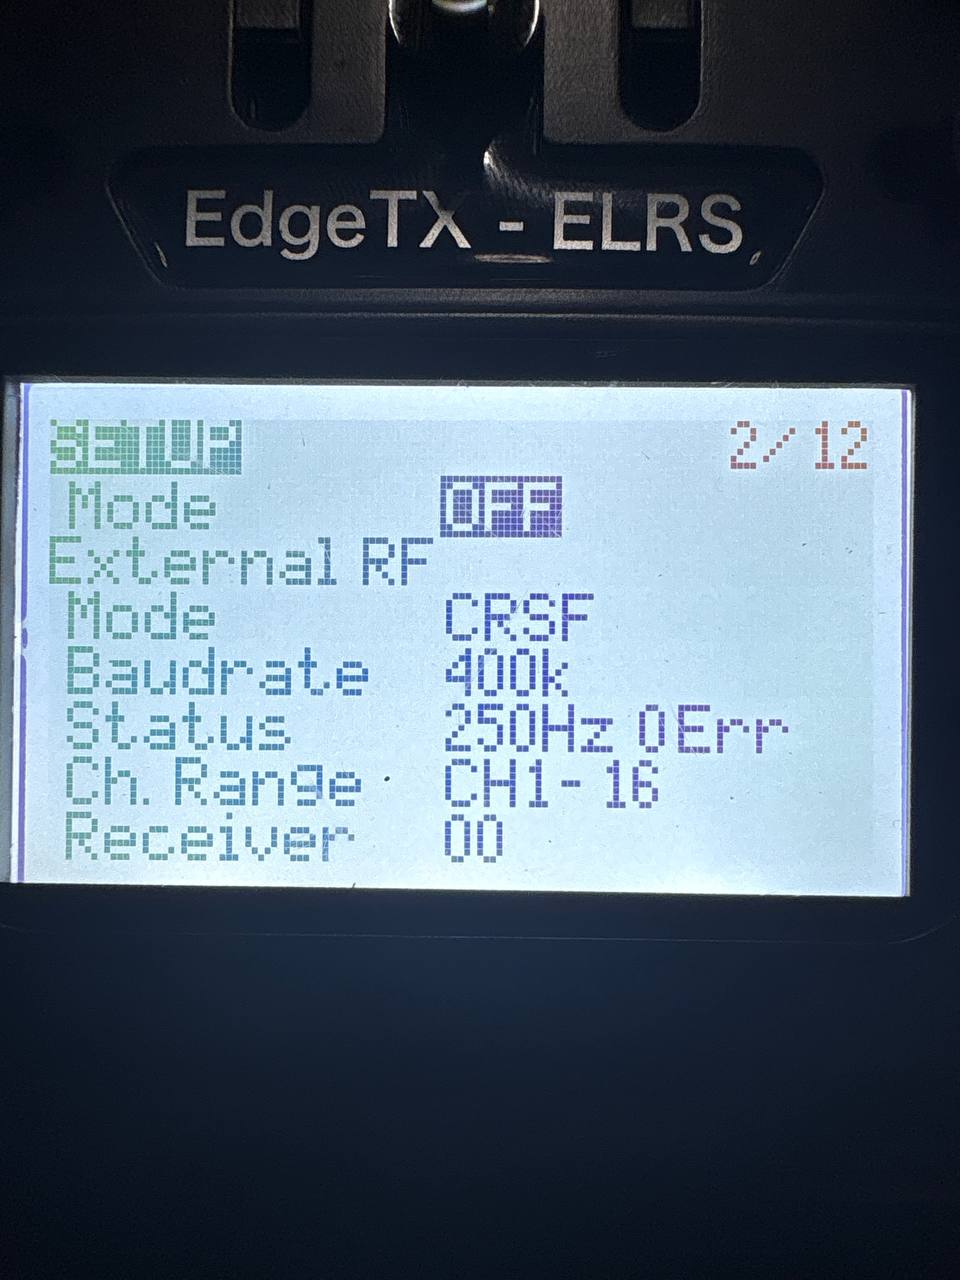 EdgeTX - ELRS
SETUP 2/12
Mode OFF
External RF
Mode CRSF
Baudrate 400k
Status 250Hz 0Err
Ch. Range CH1-16
Receiver 00